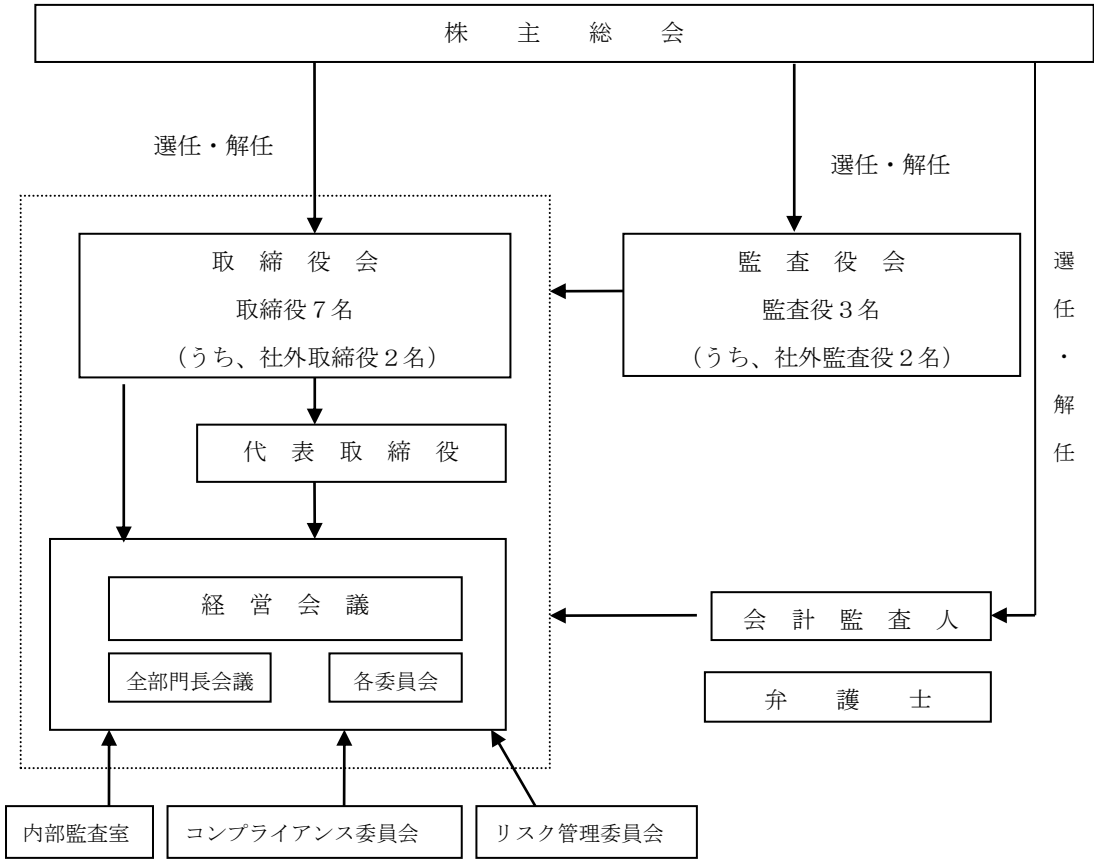 株主総会
選任・解任
選任・解任
取締役会
取締役7名
（うち、社外取締役2名）
監査役会
監査役3名
（うち、社外監査役2名）
選任・解任
代表取締役
経営会議
全部門長会議
各委員会
会計監査人
弁護士
内部監査室
コンプライアンス委員会
リスク管理委員会